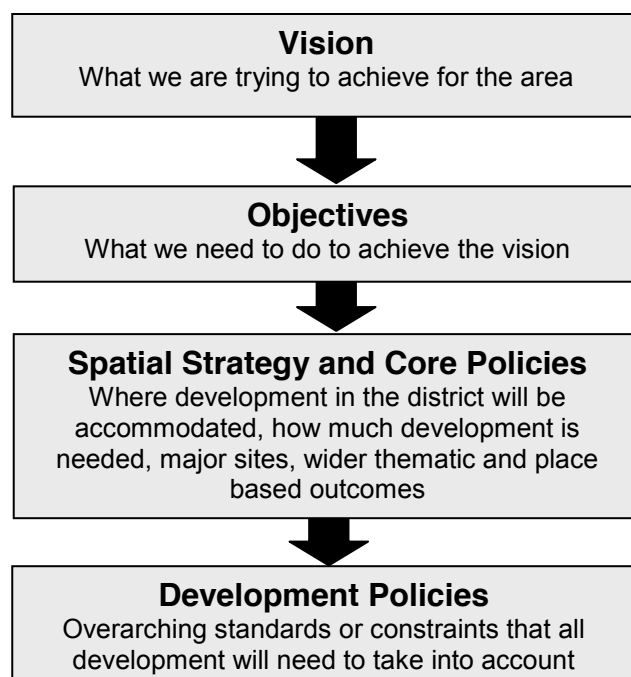 Vision
What we are trying to achieve for the area
Objectives
What we need to do to achieve the vision
Spatial Strategy and Core Policies
Where development in the district will be
accommodated, how much development is
needed, major sites, wider thematic and place
based outcomes
Development Policies
Overarching standards or constraints that all
development will need to take into account